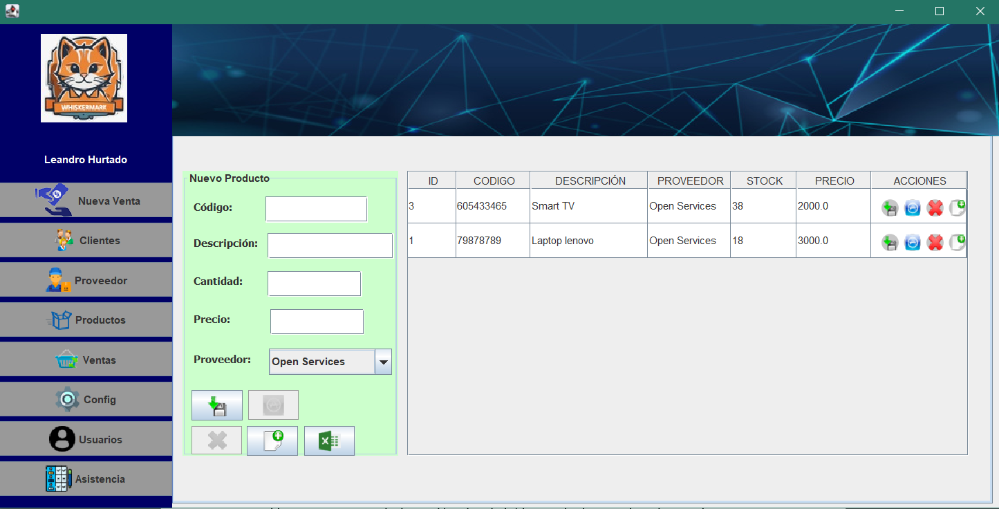 WHISKERMARK
Leandro Hurtado
Nueva Venta
Clientes
Proveedor
Productos
Ventas
Config
Usuarios
Asistencia
Nuevo Producto
Código:
Descripción:
Cantidad:
Precio:
Proveedor: Open Services
ID CODIGO DESCRIPCIÓN PROVEEDOR STOCK PRECIO ACCIONES
3 605433465 Smart TV Open Services 38 2000.0
1 79878789 Laptop lenovo Open Services 18 3000.0